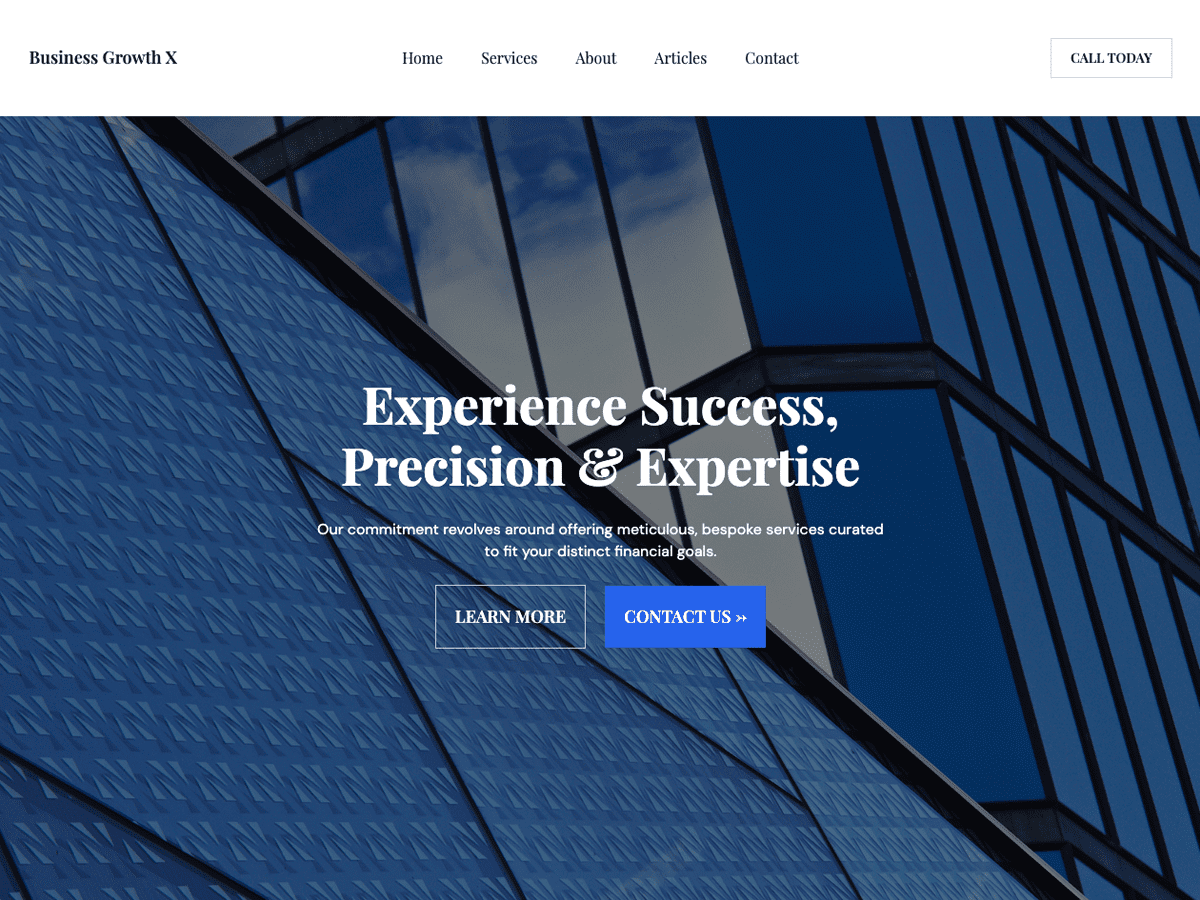 Business Growth X
Home
Services
About
Articles
Contact
CALL TODAY
Experience Success,
Precision & Expertise
Our commitment revolves around offering meticulous, bespoke services curated
to fit your distinct financial goals.
LEARN MORE
CONTACT US ➳